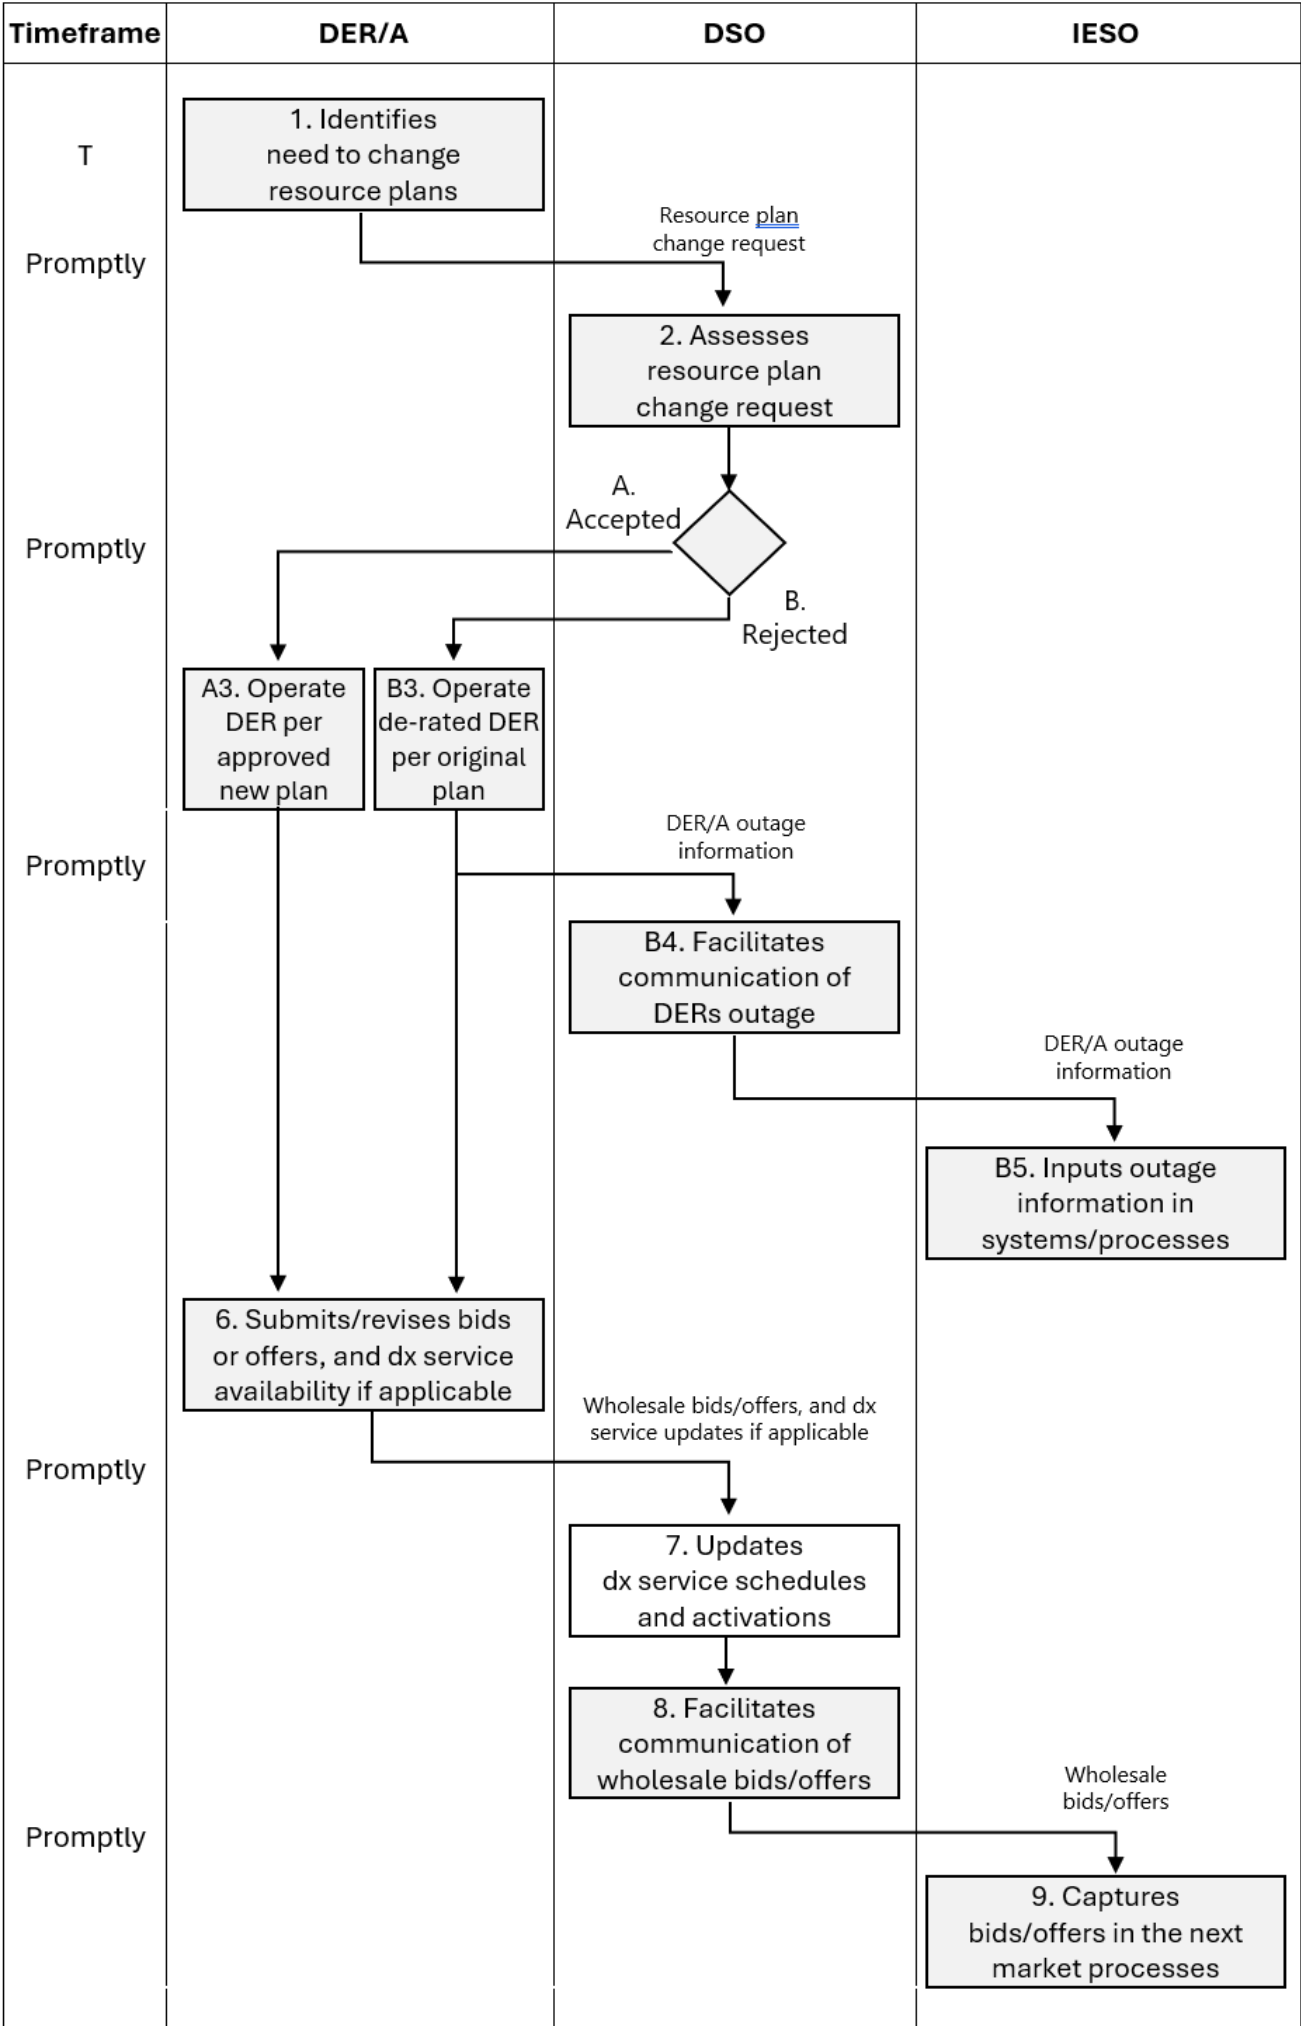 Timeframe
DER/A
DSO
IESO
T
1. Identifies
need to change
resource plans
Resource plan
change request
Promptly
2. Assesses
resource plan
change request
A.
Accepted
Promptly
B.
Rejected
A3. Operate
DER per
approved
new plan
B3. Operate
de-rated DER
per original
plan
DER/A outage
information
Promptly
B4. Facilitates
communication of
DERs outage
DER/A outage
information
B5. Inputs outage
information in
systems/processes
6. Submits/revises bids
or offers, and dx service
availability if applicable
Wholesale bids/offers, and dx
service updates if applicable
Promptly
7. Updates
dx service schedules
and activations
8. Facilitates
communication of
wholesale bids/offers
Wholesale
bids/offers
Promptly
9. Captures
bids/offers in the next
market processes